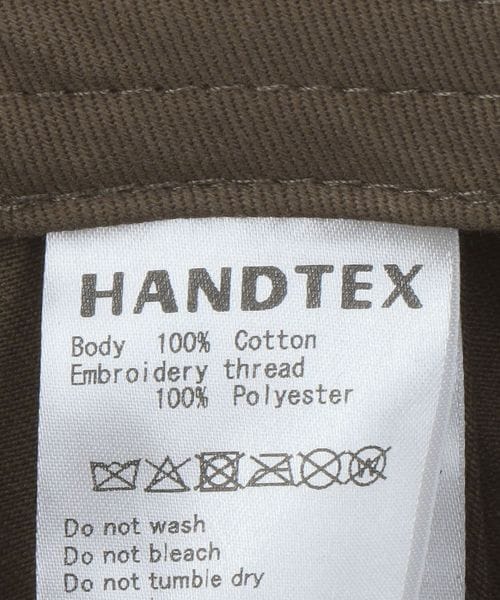 HANDTEX
Body 100% Cotton
Embroidery thread
100% Polyester
Do not wash
Do not bleach
Do not tumble dry